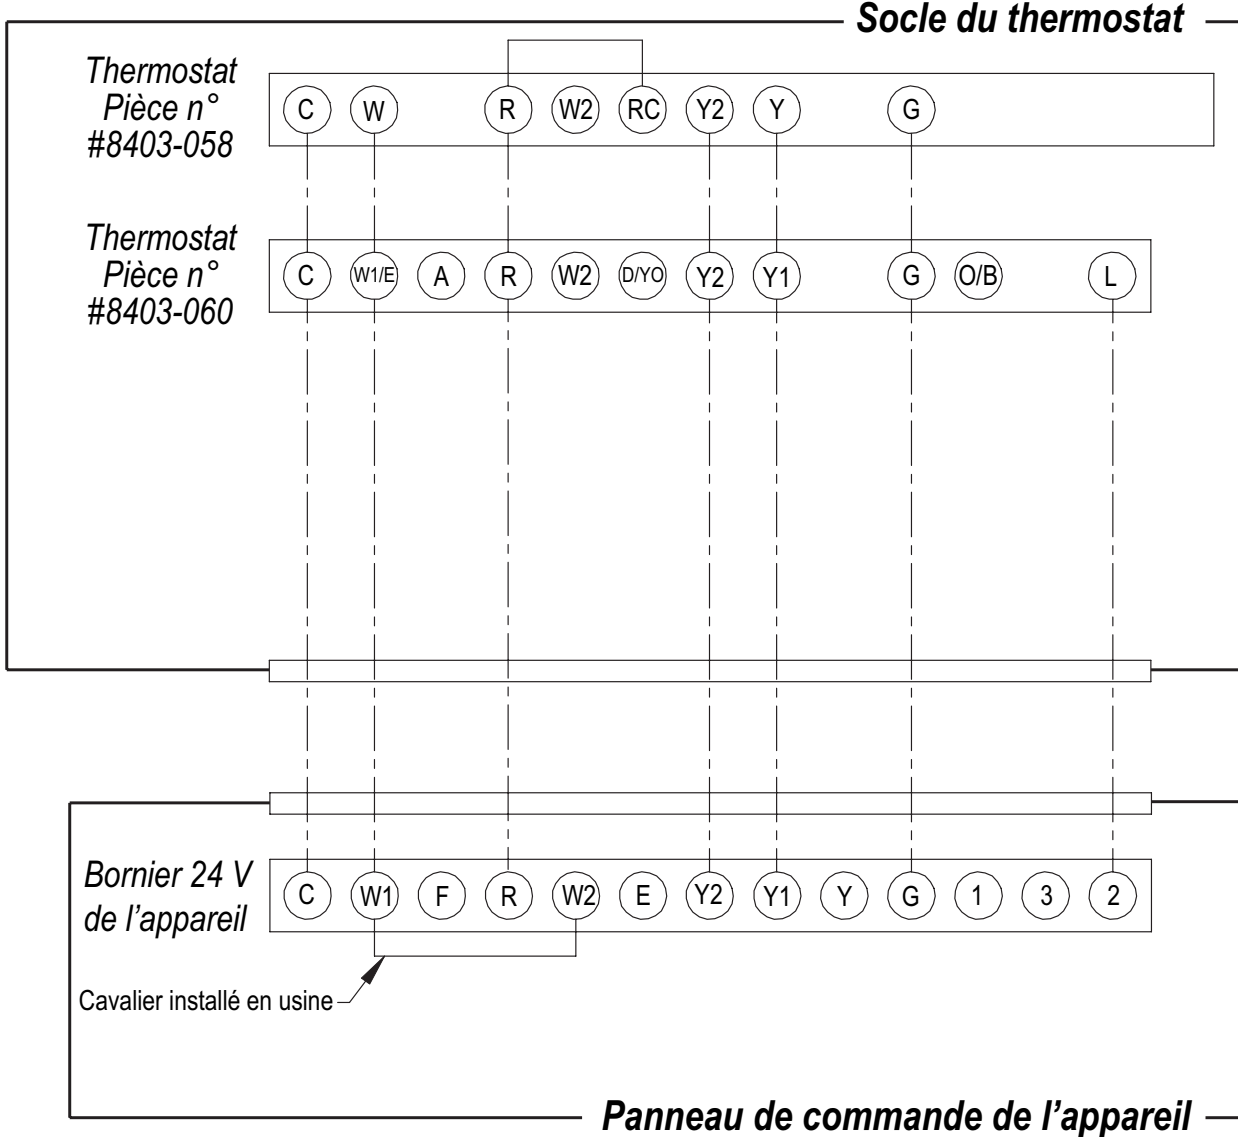 Socle du thermostat
Thermostat
Pièce n°
#8403-058
C W R W2 RC Y2 Y G
Thermostat
Pièce n°
#8403-060
C W1/E A R W2 D/YO Y2 Y1 G O/B L
Bornier 24 V
de l’appareil
C W1 F R W2 E Y2 Y1 Y G 1 3 2
Cavalier installé en usine
Panneau de commande de l’appareil